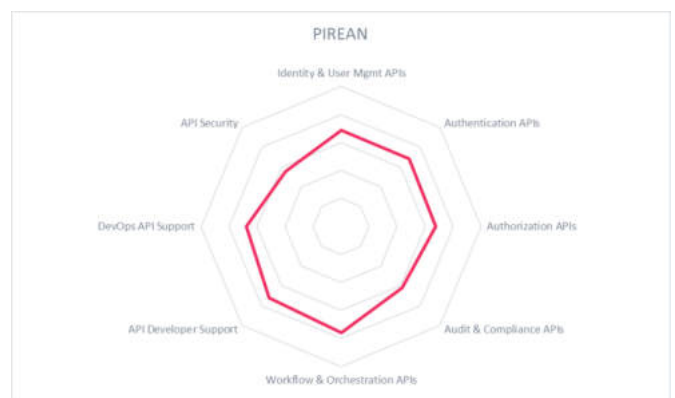 PIREAN
Identity & User Mgmt APIs
API Security
Authentication APIs
DevOps API Support
Authorization APIs
API Developer Support
Audit & Compliance APIs
Workflow & Orchestration APIs